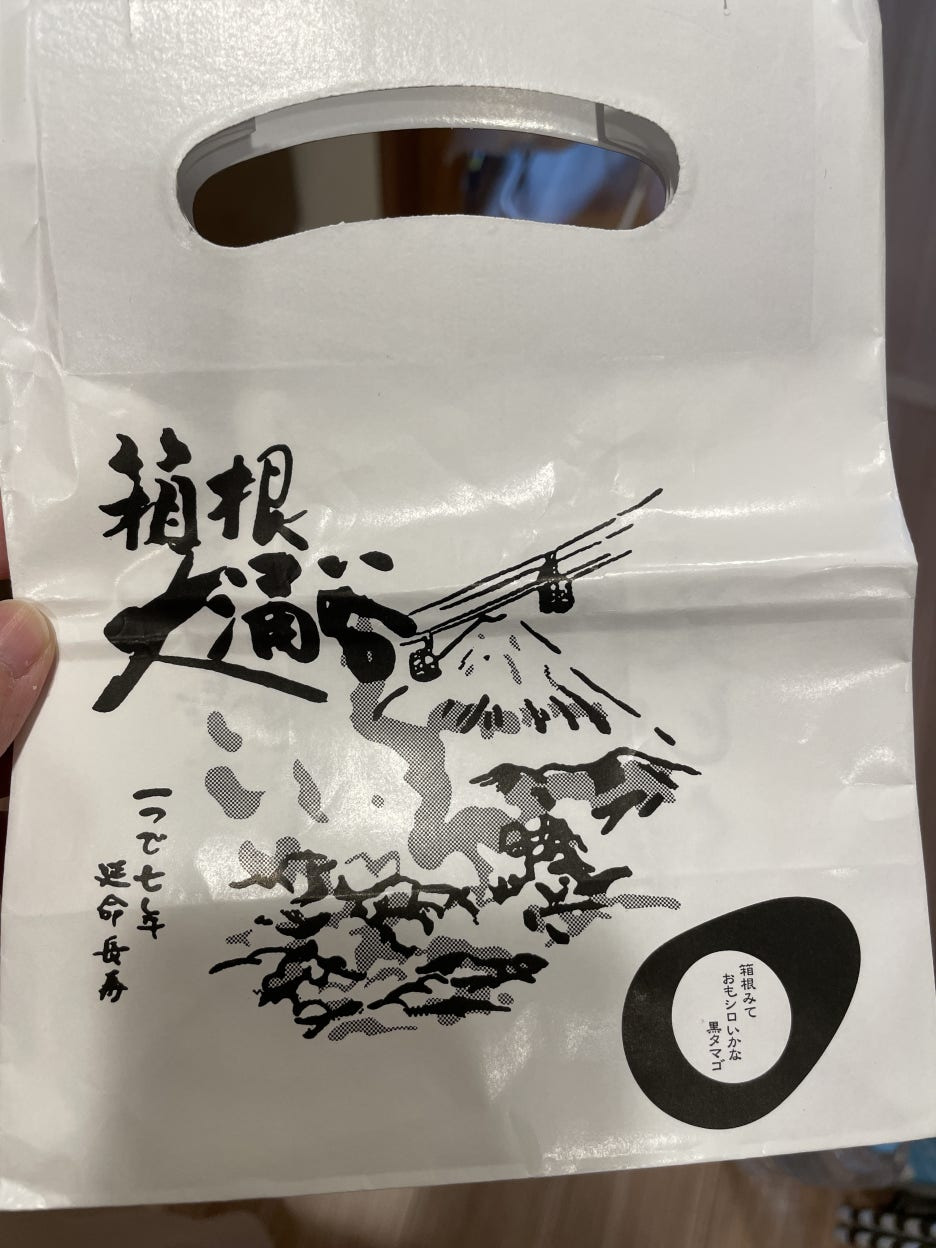 箱根
大涌谷
一つで七年
延命長寿
箱根みて
おもシロいかな
黒タマゴ